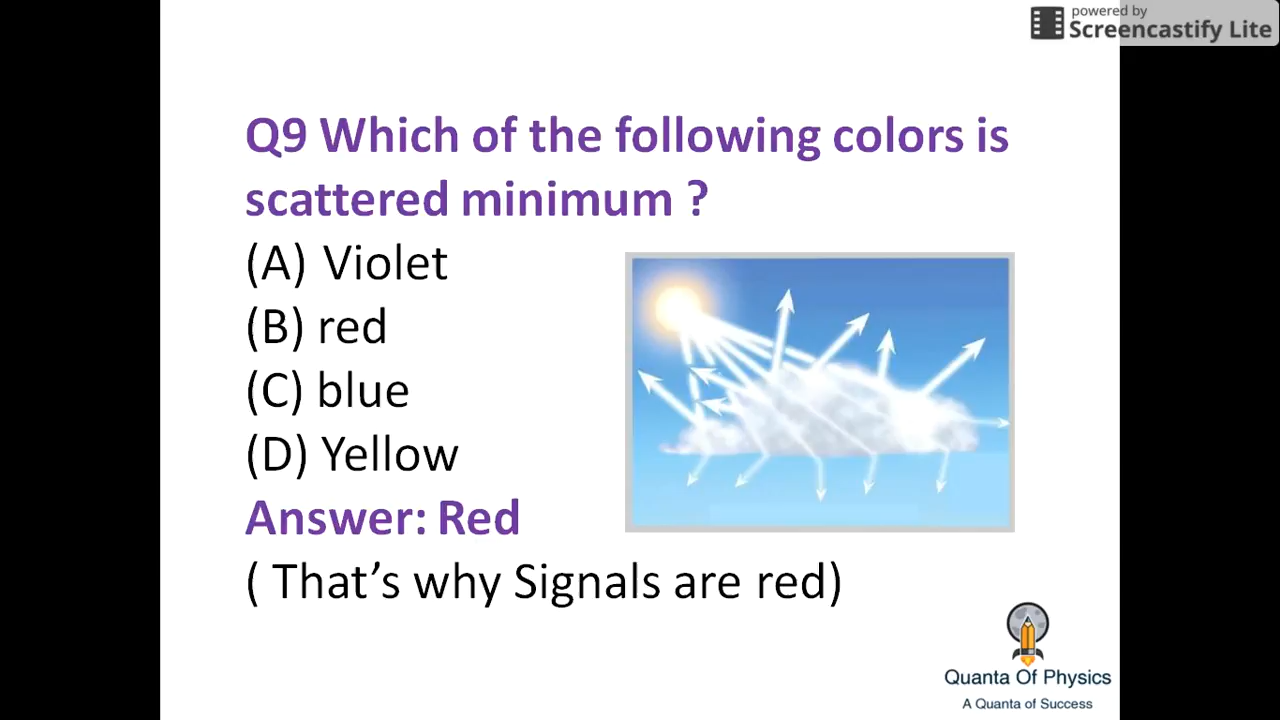 powered by
Screencastify Lite
Q9 Which of the following colors is
scattered minimum ?
(A) Violet
(B) red
(C) blue
(D) Yellow
Answer: Red
( That’s why Signals are red)
Quanta Of Physics
A Quanta of Success